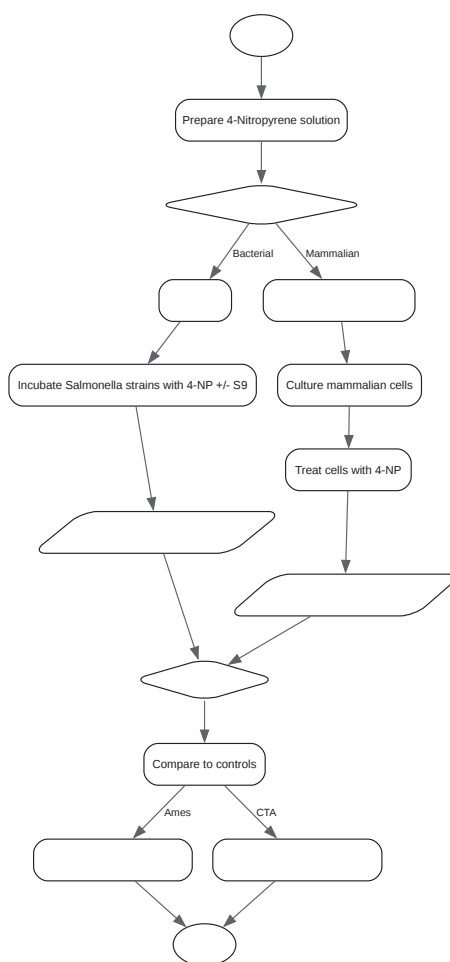 Prepare 4-Nitropyrene solution
Bacterial
Mammalian
Incubate Salmonella strains with 4-NP +/- S9
Culture mammalian cells
Treat cells with 4-NP
Compare to controls
Ames
CTA